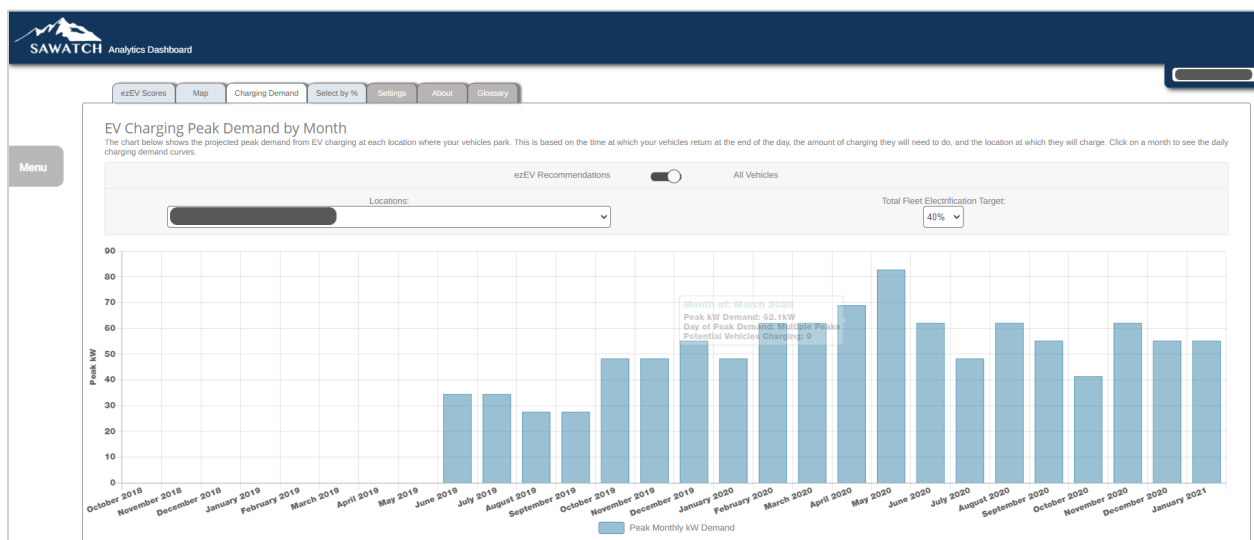 SAWATCH Analytics Dashboard
ezEV Scores
Map
Charging Demand
Select by %
Settings
About
Glossary
Menu
EV Charging Peak Demand by Month
The chart below shows the projected peak demand from EV charging at each location where your vehicles park. This is based on the time at which your vehicles return at the end of the day, the amount of charging they will need to do, and the location at which they will charge. Click on a month to see the daily
charging demand curves.
ezEV Recommendations
All Vehicles
Locations:
Total Fleet Electrification Target:
40%
90
80
70
60
50
40
30
20
10
0
Peak kW
Month of: March 2020
Peak kW Demand: 62.1kW
Day of Peak Demand: Multiple Peaks
Potential Vehicles Charging: 9
October 2018
November 2018
December 2018
January 2019
February 2019
March 2019
April 2019
May 2019
June 2019
July 2019
August 2019
September 2019
October 2019
November 2019
December 2019
January 2020
February 2020
March 2020
April 2020
May 2020
June 2020
July 2020
August 2020
September 2020
October 2020
November 2020
December 2020
January 2021
Peak Monthly kW Demand